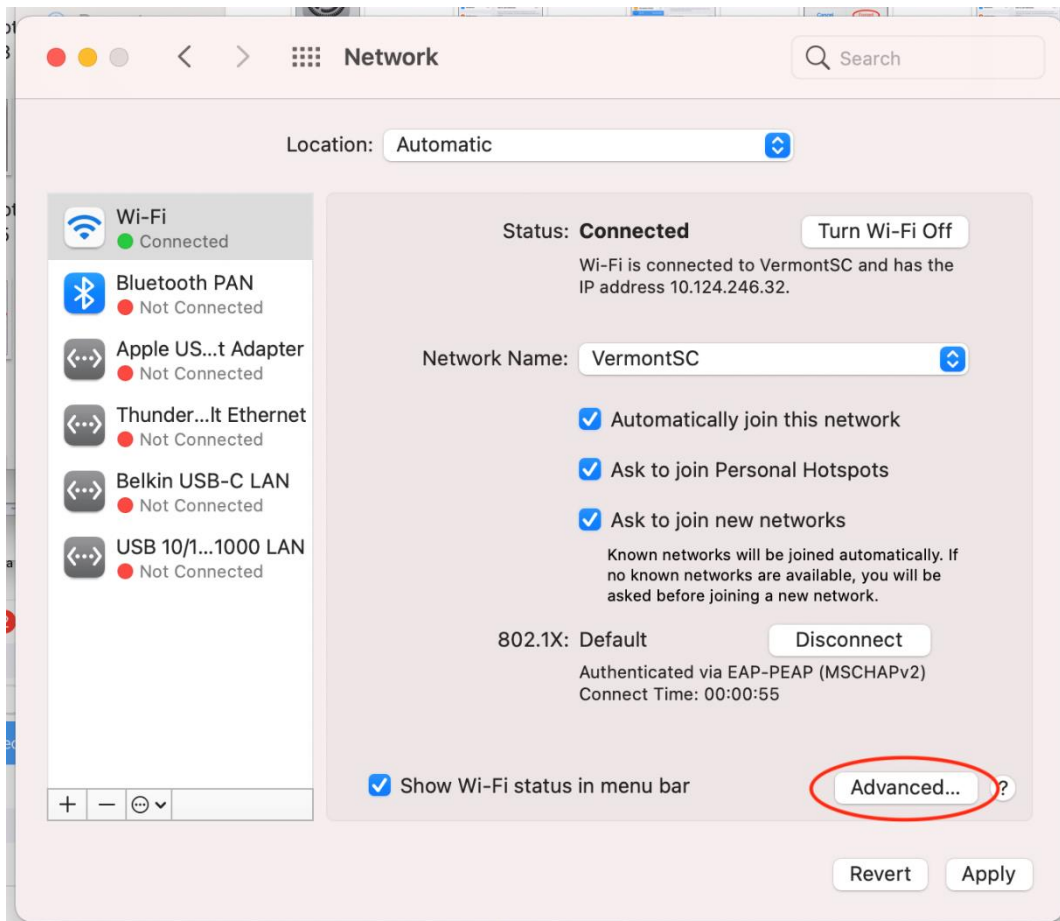 Network
Search
Location: Automatic
Wi-Fi
Connected
Bluetooth PAN
Not Connected
Apple US...t Adapter
Not Connected
Thunder...lt Ethernet
Not Connected
Belkin USB-C LAN
Not Connected
USB 10/1...1000 LAN
Not Connected
Status: Connected
Turn Wi-Fi Off
Wi-Fi is connected to VermontSC and has the
IP address 10.124.246.32.
Network Name: VermontSC
Automatically join this network
Ask to join Personal Hotspots
Ask to join new networks
Known networks will be joined automatically. If
no known networks are available, you will be
asked before joining a new network.
802.1X: Default
Disconnect
Authenticated via EAP-PEAP (MSCHAPv2)
Connect Time: 00:00:55
Show Wi-Fi status in menu bar
Advanced...
?
Revert
Apply